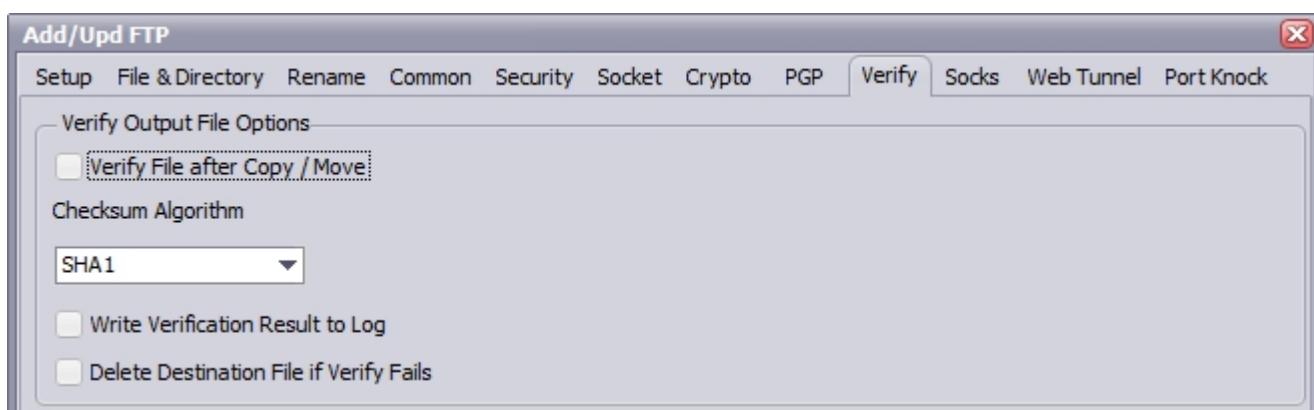 Add/Upd FTP
Setup File & Directory Rename Common Security Socket Crypto PGP Verify Socks Web Tunnel Port Knock
Verify Output File Options
Verify File after Copy / Move
Checksum Algorithm
SHA1
Write Verification Result to Log
Delete Destination File if Verify Fails